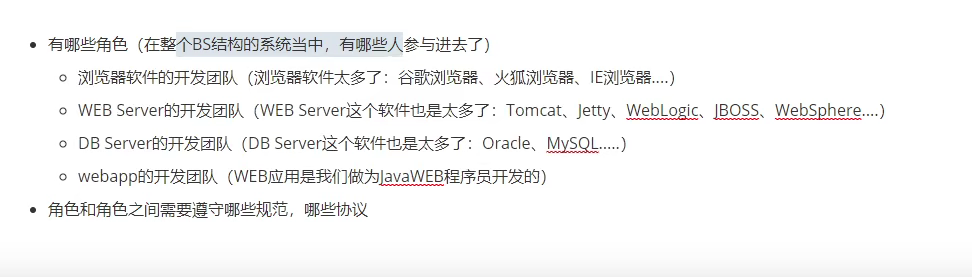 有哪些角色（在整个BS结构的系统当中，有哪些人参与进去了）
浏览器软件的开发团队（浏览器软件太多了：谷歌浏览器、火狐浏览器、IE浏览器....）
WEB Server的开发团队（WEB Server这个软件也是太多了：Tomcat、Jetty、WebLogic、JBOSS、WebSphere....）
DB Server的开发团队（DB Server这个软件也是太多了：Oracle、MySQL.....）
webapp的开发团队（WEB应用是我们做为JavaWEB程序员开发的）
角色和角色之间需要遵守哪些规范，哪些协议